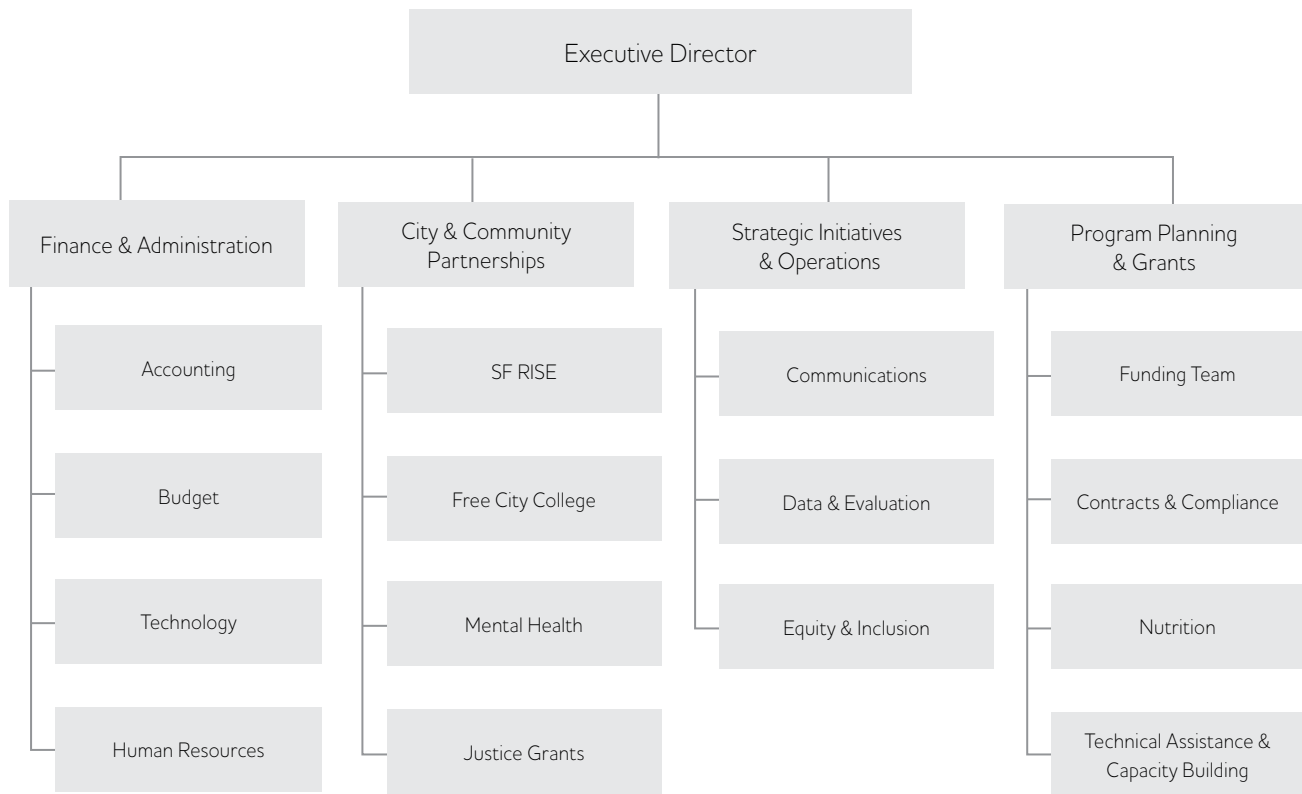 Executive Director
Finance & Administration
City & Community
Partnerships
Strategic Initiatives
& Operations
Program Planning
& Grants
Accounting
Budget
Technology
Human Resources
SF RISE
Free City College
Mental Health
Justice Grants
Communications
Data & Evaluation
Equity & Inclusion
Funding Team
Contracts & Compliance
Nutrition
Technical Assistance &
Capacity Building